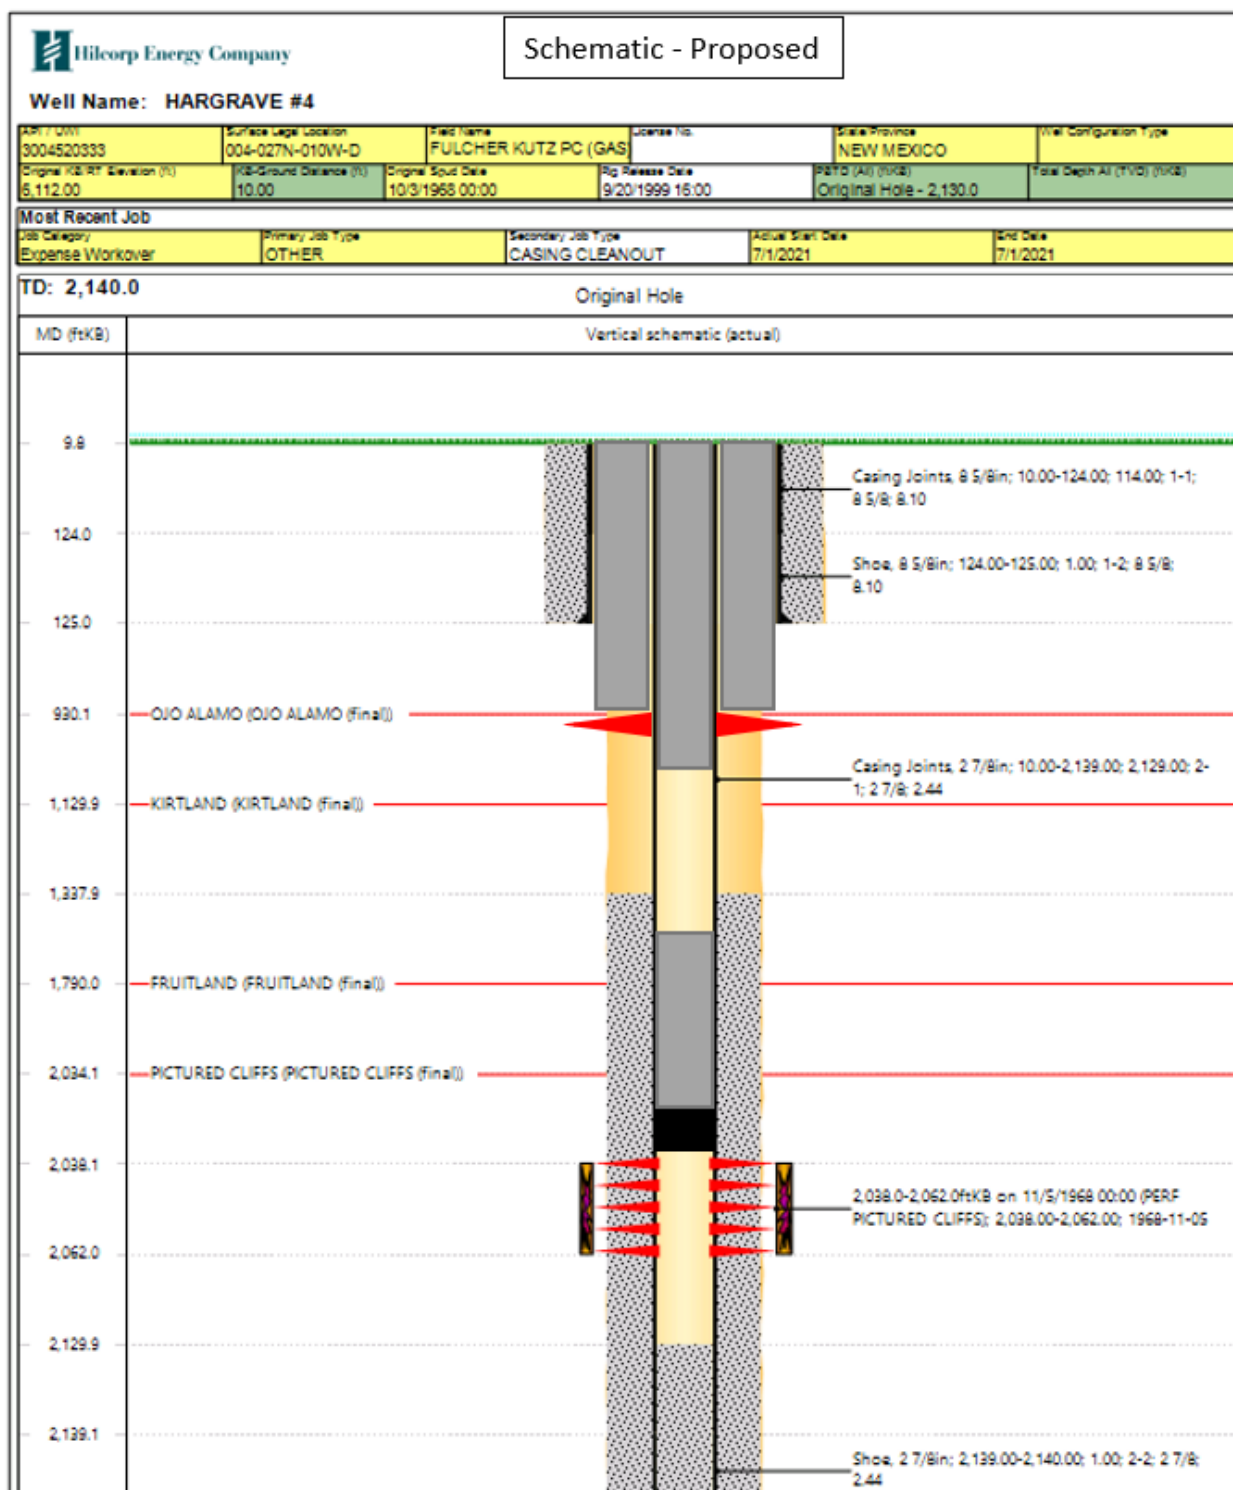 Hilcorp Energy Company
Schematic - Proposed
Well Name: HARGRAVE #4
API / UWI
3004520333
Surface Legal Location
004-027N-010W-D
Field Name
FULCHER KUTZ PC (GAS)
License No.
State/Province
NEW MEXICO
Well Configuration Type
Original KB/RT Elevation (ft)
6,112.00
KB-Ground Distance (ft)
10.00
Original Spud Date
10/3/1968 00:00
Rig Release Date
9/20/1999 16:00
PBTD (All) (ftKB)
Original Hole - 2,130.0
Total Depth All (TVD) (ftKB)
Most Recent Job
Job Category
Expense Workover
Primary Job Type
OTHER
Secondary Job Type
CASING CLEANOUT
Actual Start Date
7/1/2021
End Date
7/1/2021
TD: 2,140.0
Original Hole
MD (ftKB)
Vertical schematic (actual)
9.8
Casing Joints, 8 5/8in; 10.00-124.00; 114.00; 1-1;
8 5/8; 8.10
124.0
Shoe, 8 5/8in; 124.00-125.00; 1.00; 1-2; 8 5/8;
8.10
125.0
930.1
OJO ALAMO (OJO ALAMO (final))
Casing Joints, 2 7/8in; 10.00-2,139.00; 2,129.00; 2-
1; 2 7/8; 2.44
1,129.9
KIRTLAND (KIRTLAND (final))
1,337.9
1,790.0
FRUITLAND (FRUITLAND (final))
2,034.1
PICTURED CLIFFS (PICTURED CLIFFS (final))
2,038.1
2,038.0-2,062.0ftKB on 11/5/1968 00:00 (PERF
PICTURED CLIFFS); 2,038.00-2,062.00; 1968-11-05
2,062.0
2,129.9
2,139.1
Shoe, 2 7/8in; 2,139.00-2,140.00; 1.00; 2-2; 2 7/8;
2.44